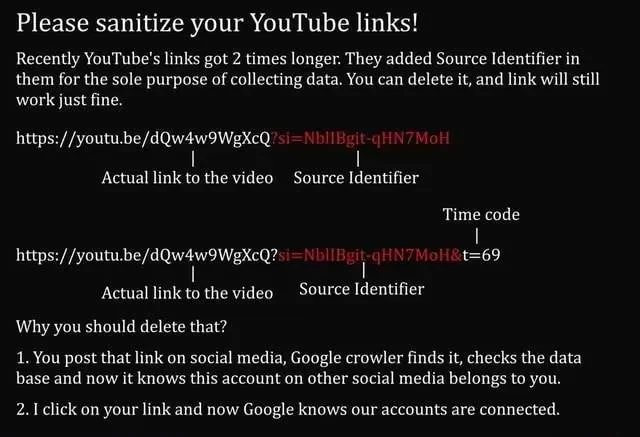 Please sanitize your YouTube links!
Recently YouTube's links got 2 times longer. They added Source Identifier in
them for the sole purpose of collecting data. You can delete it, and link will still
work just fine.
https://youtu.be/dQw4w9WgXcQ?si=NblIBgit-qHN7MoH
Actual link to the video Source Identifier
Time code
https://youtu.be/dQw4w9WgXcQ?si=NblIBgit-qHN7MoH&t=69
Actual link to the video Source Identifier
Why you should delete that?
1. You post that link on social media, Google crowler finds it, checks the data
base and now it knows this account on other social media belongs to you.
2. I click on your link and now Google knows our accounts are connected.